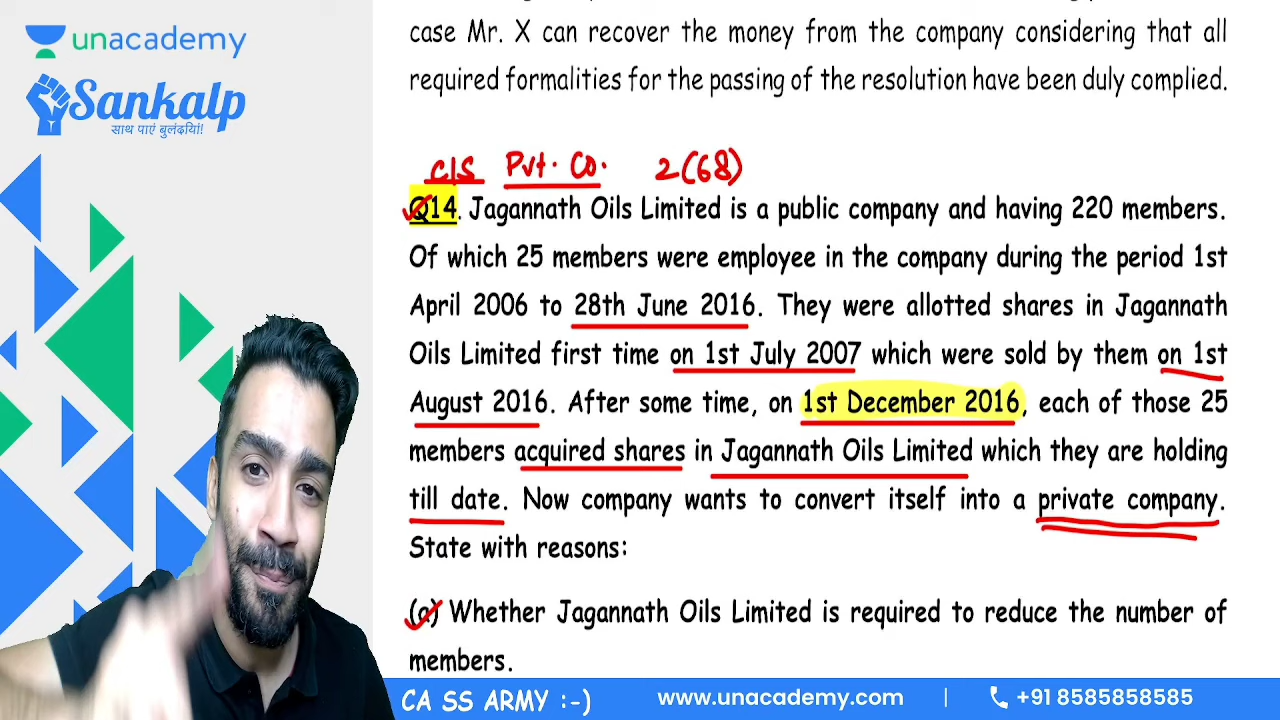 unacademy
Sankalp
साथ पाएं बुलंदियां!
case Mr. X can recover the money from the company considering that all
required formalities for the passing of the resolution have been duly complied.
C/S Pvt. Co. 2(68)
Q14. Jagannath Oils Limited is a public company and having 220 members.
Of which 25 members were employee in the company during the period 1st
April 2006 to 28th June 2016. They were allotted shares in Jagannath
Oils Limited first time on 1st July 2007 which were sold by them on 1st
August 2016. After some time, on 1st December 2016, each of those 25
members acquired shares in Jagannath Oils Limited which they are holding
till date. Now company wants to convert itself into a private company.
State with reasons:
(a) Whether Jagannath Oils Limited is required to reduce the number of
members.
CA SS ARMY :-) www.unacademy.com | +91 8585858585